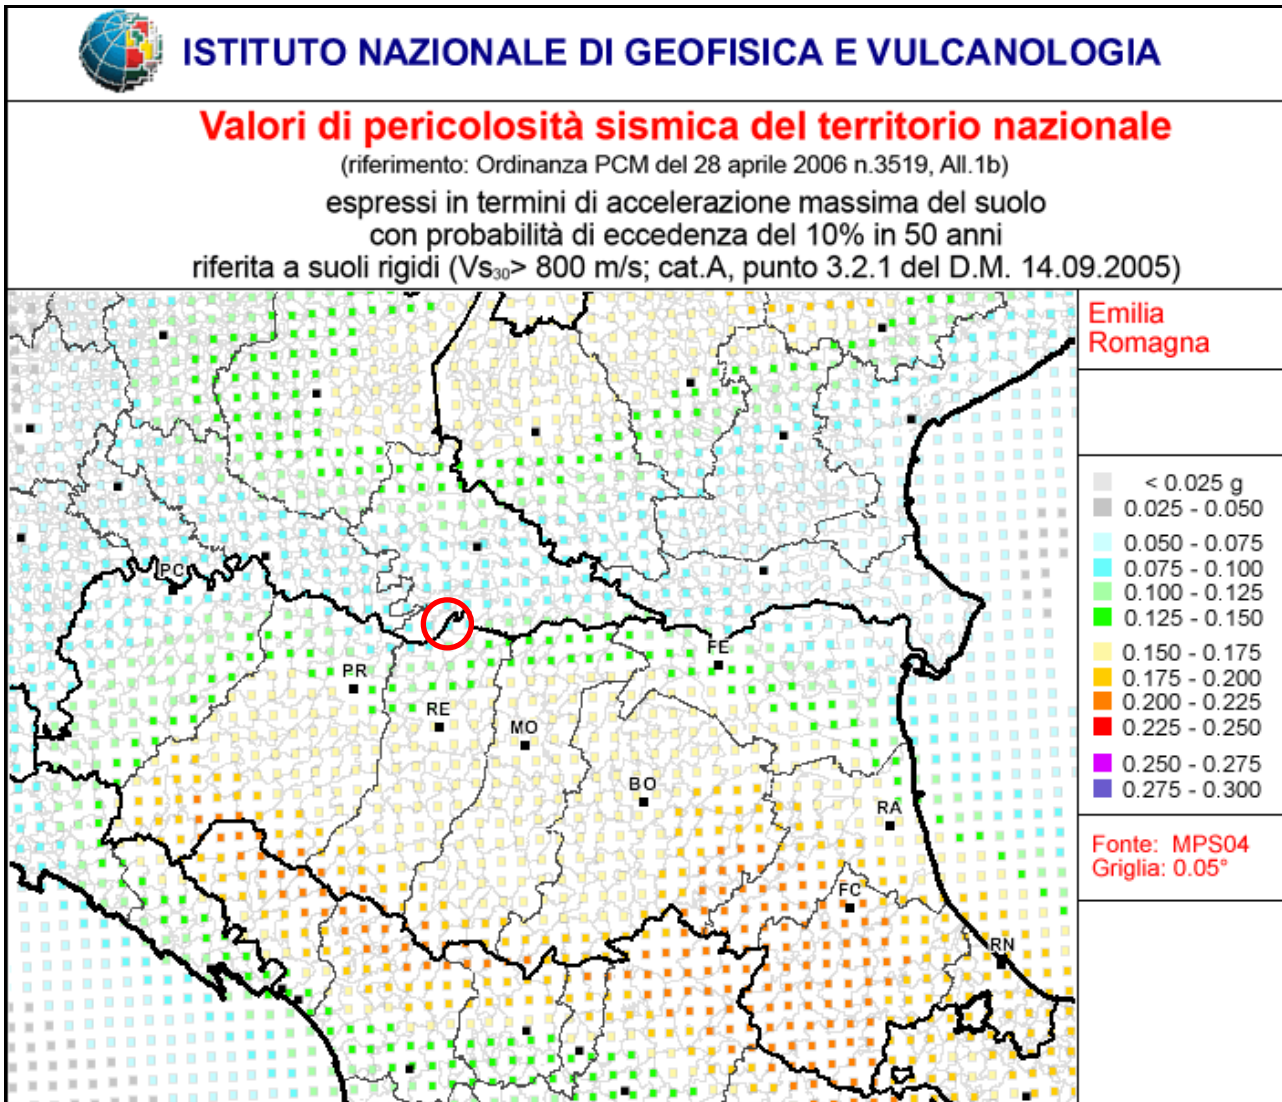 ISTITUTO NAZIONALE DI GEOFISICA E VULCANOLOGIA
Valori di pericolosità sismica del territorio nazionale
(riferimento: Ordinanza PCM del 28 aprile 2006 n.3519, All.1b)
espressi in termini di accelerazione massima del suolo
con probabilità di eccedenza del 10% in 50 anni
riferita a suoli rigidi (Vs₃₀> 800 m/s; cat.A, punto 3.2.1 del D.M. 14.09.2005)
Emilia
Romagna
< 0.025 g
0.025 - 0.050
0.050 - 0.075
0.075 - 0.100
0.100 - 0.125
0.125 - 0.150
0.150 - 0.175
0.175 - 0.200
0.200 - 0.225
0.225 - 0.250
0.250 - 0.275
0.275 - 0.300
Fonte: MPS04
Griglia: 0.05°
PC
FE
PR
RE
MO
BO
RA
FC
RN